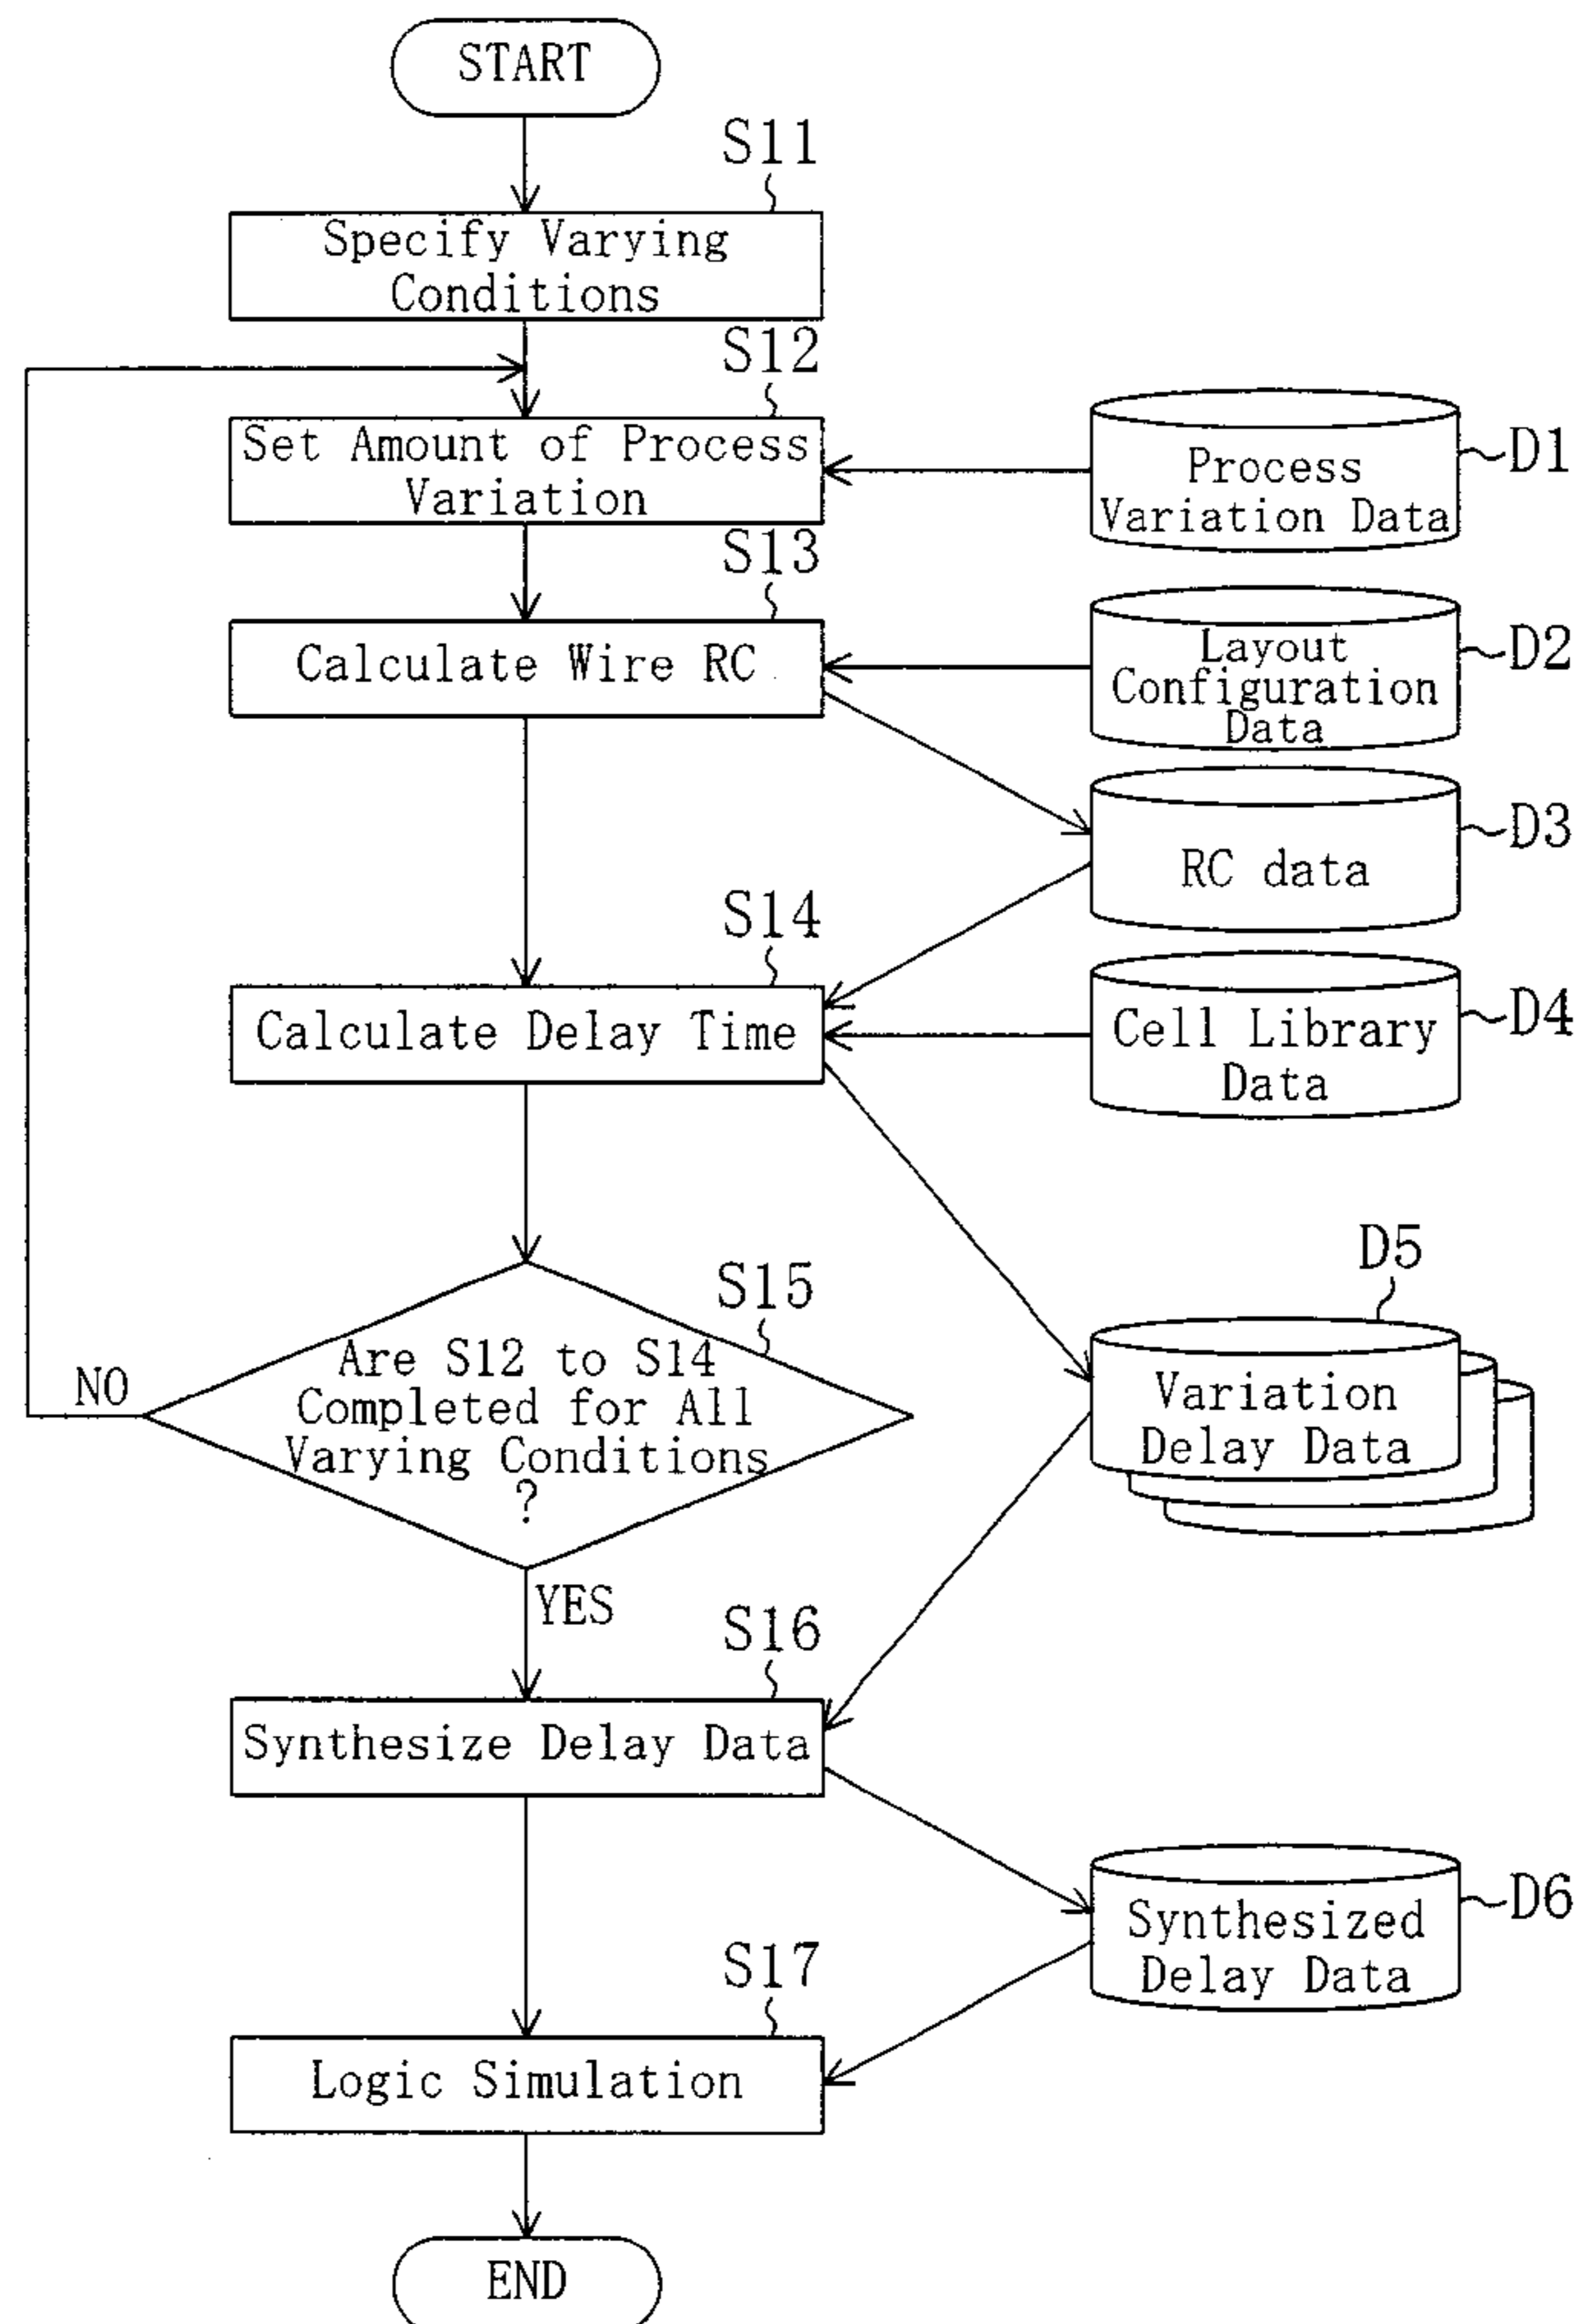 START
S11
Specify Varying
Conditions
S12
Set Amount of Process
Variation
Process
Variation Data
D1
S13
Calculate Wire RC
Layout
Configuration
Data
D2
RC data
D3
S14
Calculate Delay Time
Cell Library
Data
D4
S15
Are S12 to S14
Completed for All
Varying Conditions
?
NO
YES
D5
Variation
Delay Data
S16
Synthesize Delay Data
Synthesized
Delay Data
D6
S17
Logic Simulation
END